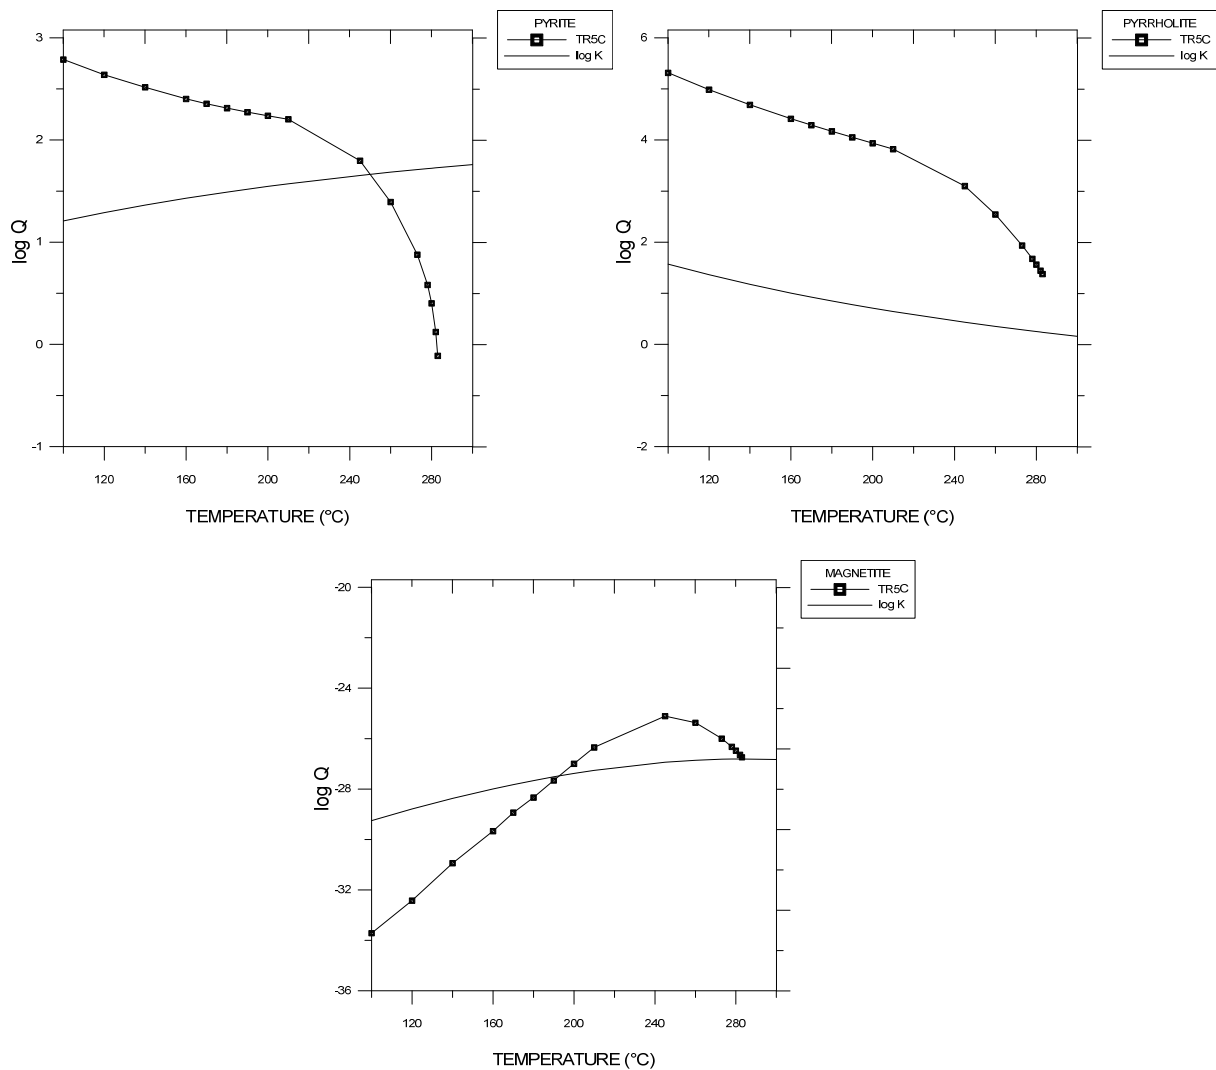 PYRITE
TR5C
log K
3
2
1
0
-1
log Q
120
160
200
240
280
TEMPERATURE (°C)
PYRRHOLITE
TR5C
log K
6
4
2
0
-2
log Q
120
160
200
240
280
TEMPERATURE (°C)
MAGNETITE
TR5C
log K
-20
-24
-28
-32
-36
log Q
120
160
200
240
280
TEMPERATURE (°C)